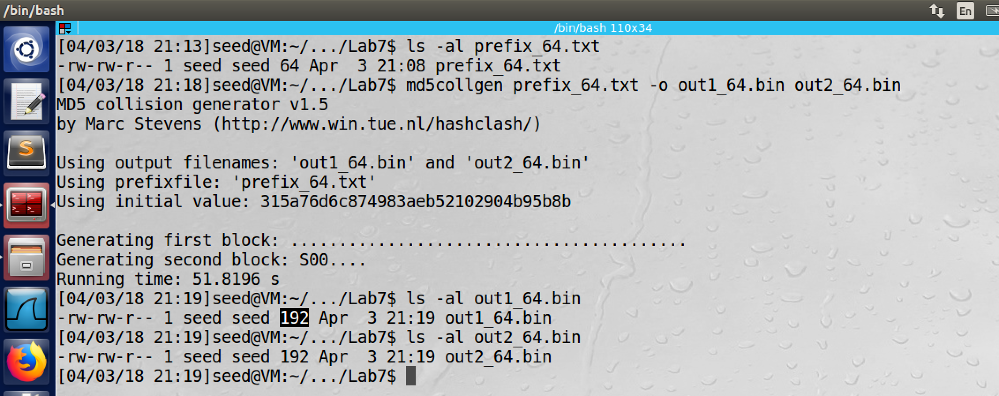 /bin/bash
En
/bin/bash 110x34
[04/03/18 21:13]seed@VM:~/.../Lab7$ ls -al prefix_64.txt
-rw-rw-r-- 1 seed seed 64 Apr  3 21:08 prefix_64.txt
[04/03/18 21:18]seed@VM:~/.../Lab7$ md5collgen prefix_64.txt -o out1_64.bin out2_64.bin
MD5 collision generator v1.5
by Marc Stevens (http://www.win.tue.nl/hashclash/)
Using output filenames: 'out1_64.bin' and 'out2_64.bin'
Using prefixfile: 'prefix_64.txt'
Using initial value: 315a76d6c874983aeb52102904b95b8b
Generating first block: .........................................
Generating second block: S00....
Running time: 51.8196 s
[04/03/18 21:19]seed@VM:~/.../Lab7$ ls -al out1_64.bin
-rw-rw-r-- 1 seed seed 192 Apr  3 21:19 out1_64.bin
[04/03/18 21:19]seed@VM:~/.../Lab7$ ls -al out2_64.bin
-rw-rw-r-- 1 seed seed 192 Apr  3 21:19 out2_64.bin
[04/03/18 21:19]seed@VM:~/.../Lab7$